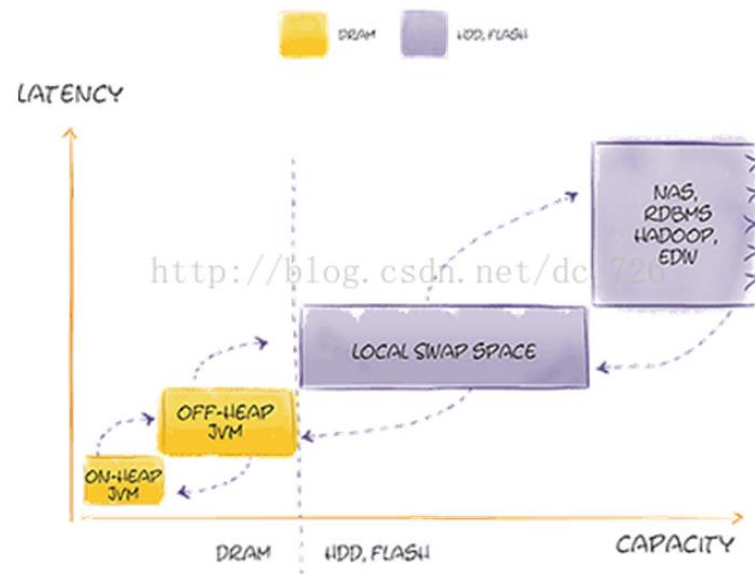 DRAM
HDD, FLASH
LATENCY
NAS,
RDBMS
HADOOP,
EDW
http://blog.csdn.net/dc_726
LOCAL SWAP SPACE
OFF-HEAP
JVM
ON-HEAP
JVM
DRAM
HDD, FLASH
CAPACITY